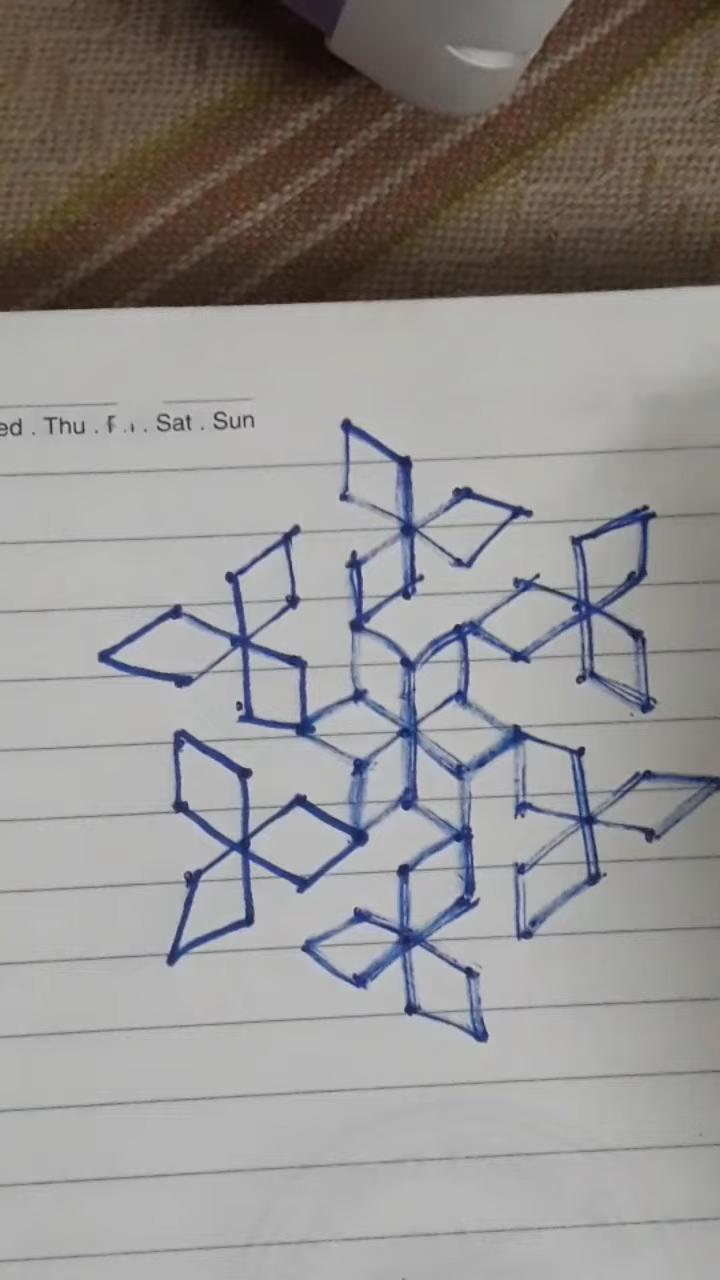 ed . Thu . F . . Sat . Sun